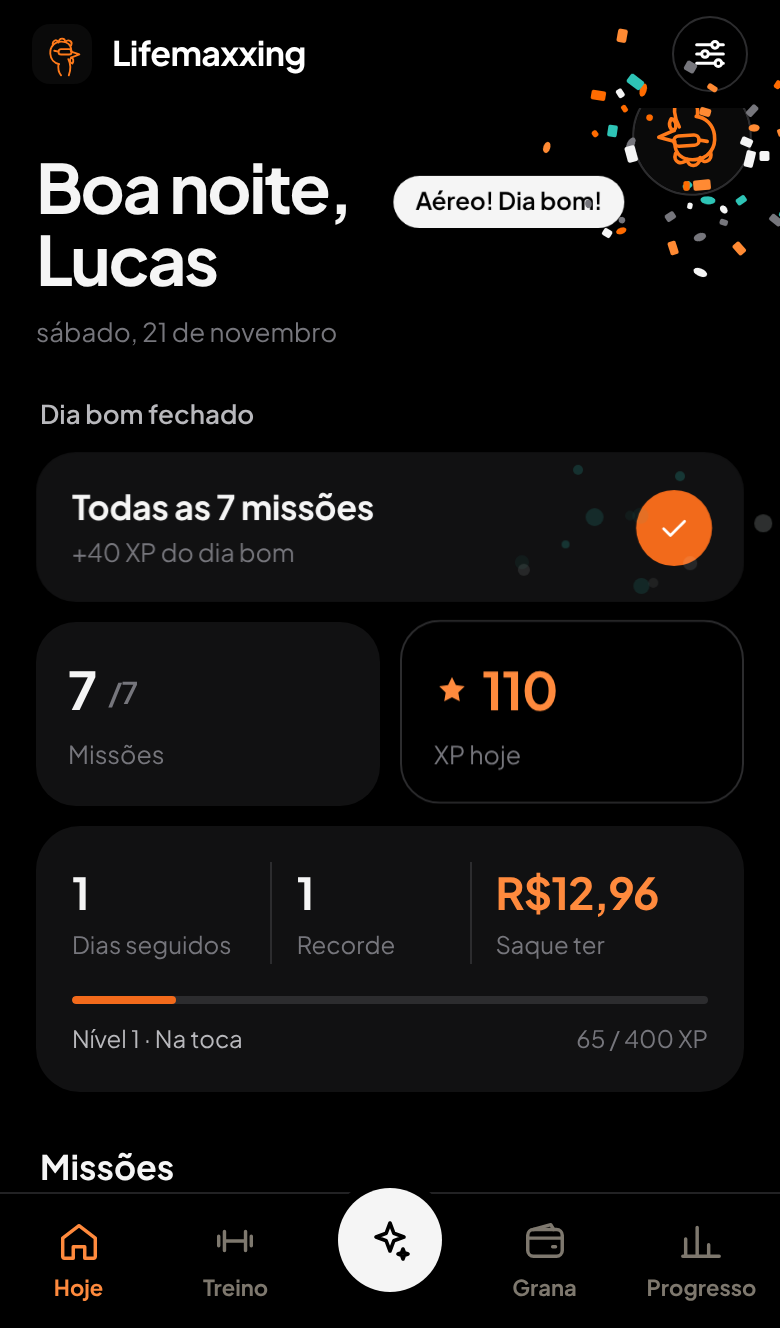 Lifemaxxing
Boa noite,
Lucas
Aéreo! Dia bom!
sábado, 21 de novembro
Dia bom fechado
Todas as 7 missões
+40 XP do dia bom
7 /7
Missões
110
XP hoje
1
Dias seguidos
1
Recorde
R$12,96
Saque ter
Nível 1 · Na toca
65 / 400 XP
Missões
Hoje
Treino
Grana
Progresso